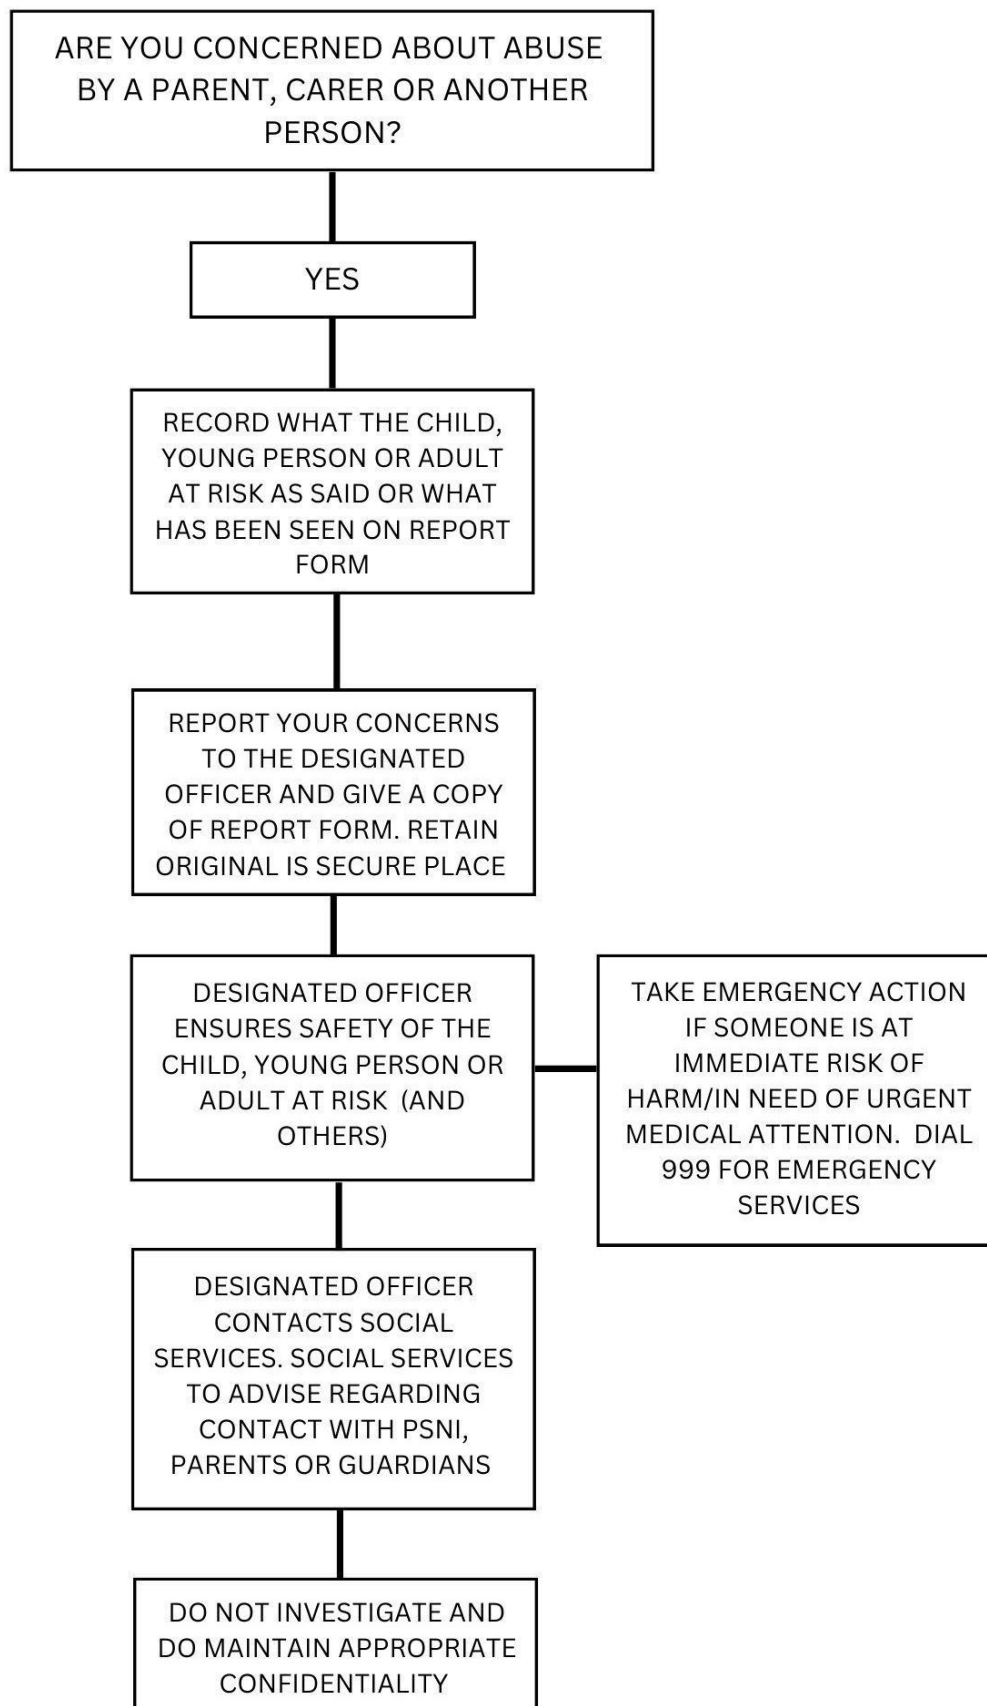 ARE YOU CONCERNED ABOUT ABUSE
BY A PARENT, CARER OR ANOTHER
PERSON?
YES
RECORD WHAT THE CHILD,
YOUNG PERSON OR ADULT
AT RISK AS SAID OR WHAT
HAS BEEN SEEN ON REPORT
FORM
REPORT YOUR CONCERNS
TO THE DESIGNATED
OFFICER AND GIVE A COPY
OF REPORT FORM. RETAIN
ORIGINAL IS SECURE PLACE
DESIGNATED OFFICER
ENSURES SAFETY OF THE
CHILD, YOUNG PERSON OR
ADULT AT RISK (AND
OTHERS)
TAKE EMERGENCY ACTION
IF SOMEONE IS AT
IMMEDIATE RISK OF
HARM/IN NEED OF URGENT
MEDICAL ATTENTION. DIAL
999 FOR EMERGENCY
SERVICES
DESIGNATED OFFICER
CONTACTS SOCIAL
SERVICES. SOCIAL SERVICES
TO ADVISE REGARDING
CONTACT WITH PSNI,
PARENTS OR GUARDIANS
DO NOT INVESTIGATE AND
DO MAINTAIN APPROPRIATE
CONFIDENTIALITY